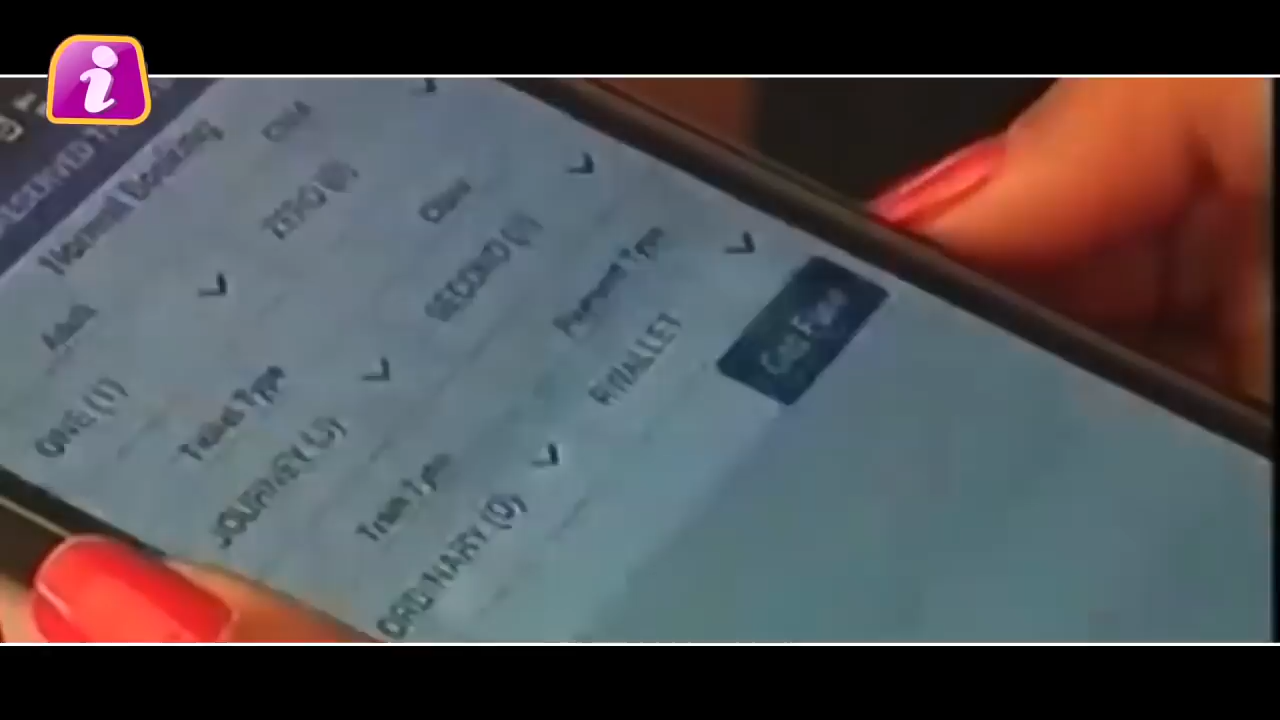 i
Normal Booking
Adult
Child
ONE (1)
ZERO (0)
Ticket Type
Class
JOURNEY (J)
SECOND (II)
Train Type
Payment Type
ORDINARY (O)
RWALLET
Get Fare